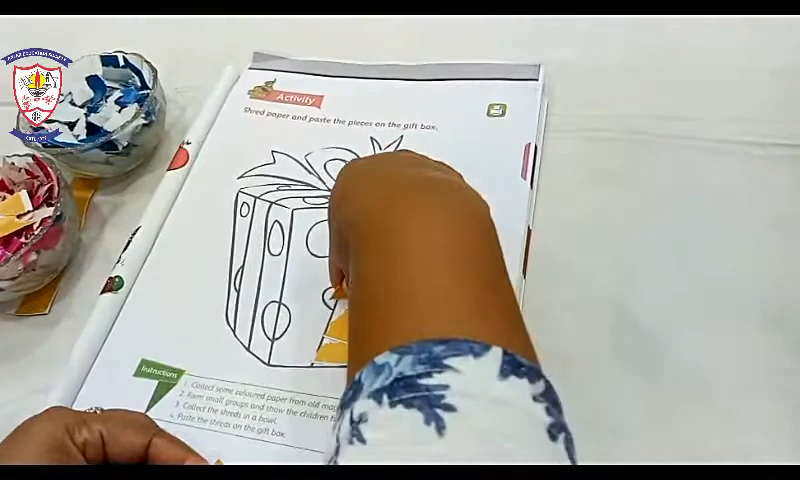 Activity
Shred paper and paste the pieces on the gift box.
Instructions
1. Collect some coloured paper from old
2. Form small groups and show the children
3. Collect the shreds in a bowl.
4. Paste the shreds on the gift box.